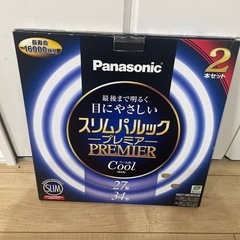 長寿命
16000時間
Panasonic
2
本セット
最後まで明るく
目にやさしい
スリムパルック
プレミア
PREMIER
Cool
27形
34形
SLIM